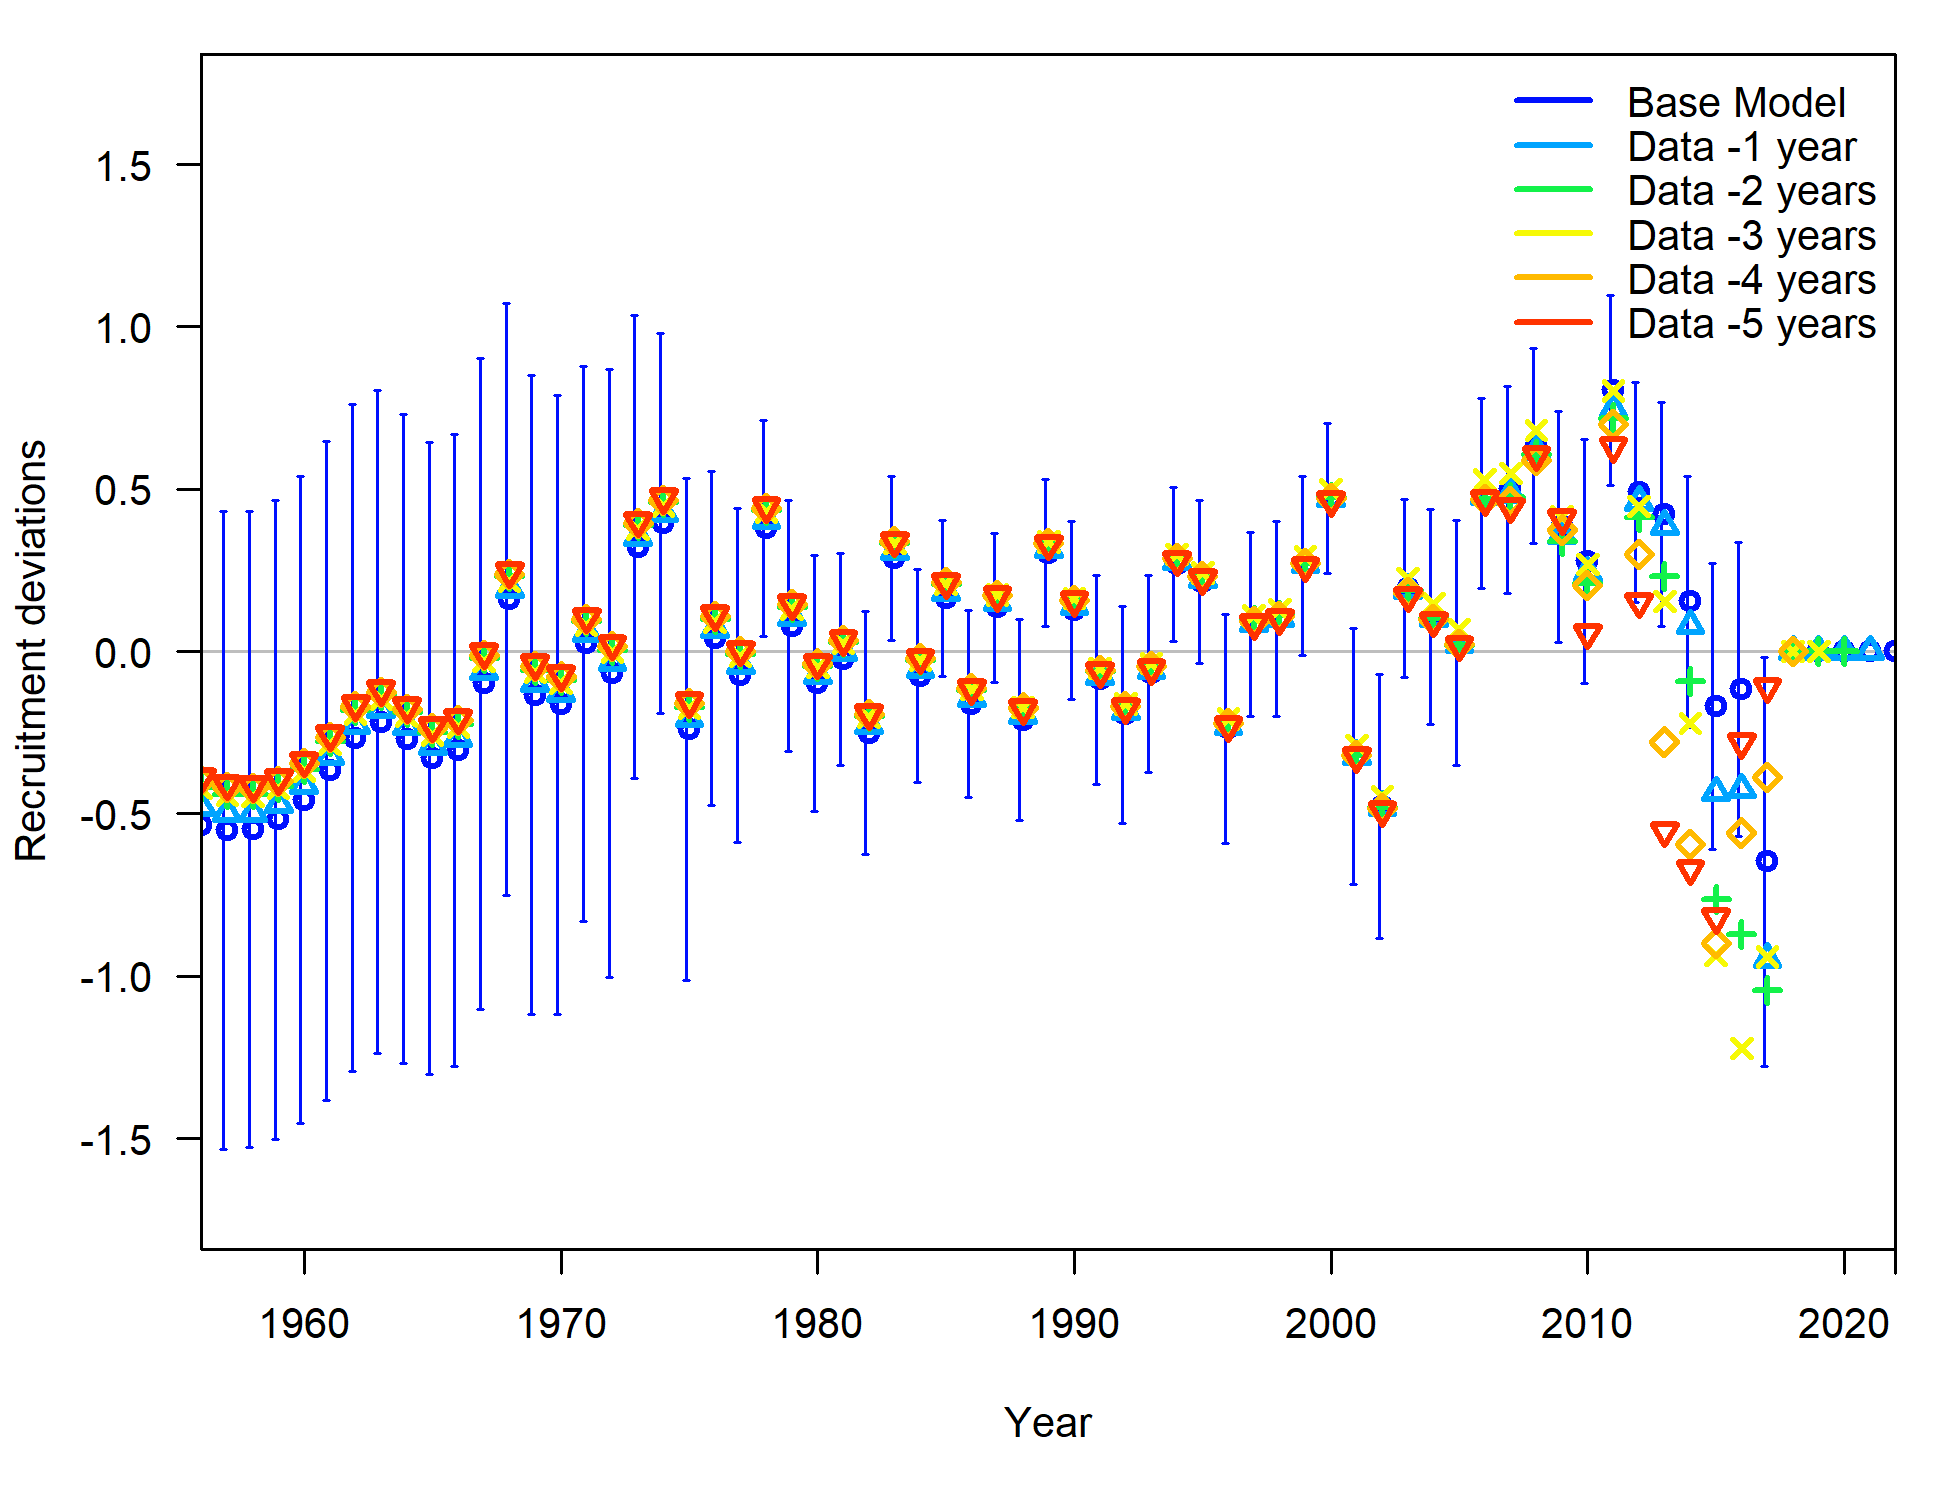 Base Model
Data -1 year
Data -2 years
Data -3 years
Data -4 years
Data -5 years
1.5
1.0
0.5
0.0
-0.5
-1.0
-1.5
Recruitment deviations
1960 1970 1980 1990 2000 2010 2020
Year